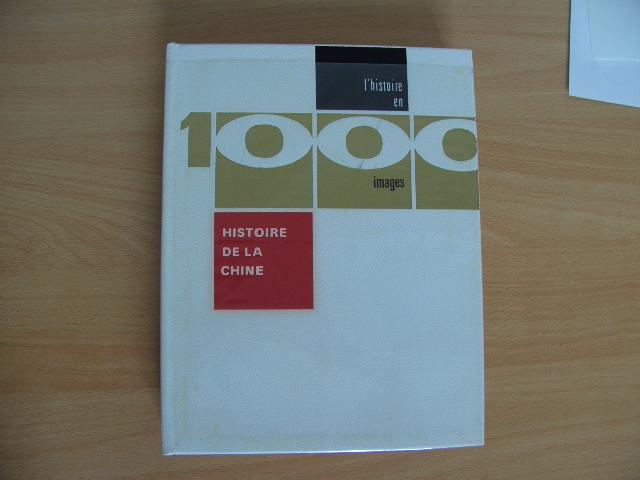 l'histoire
en
1000
images
HISTOIRE
DE LA
CHINE